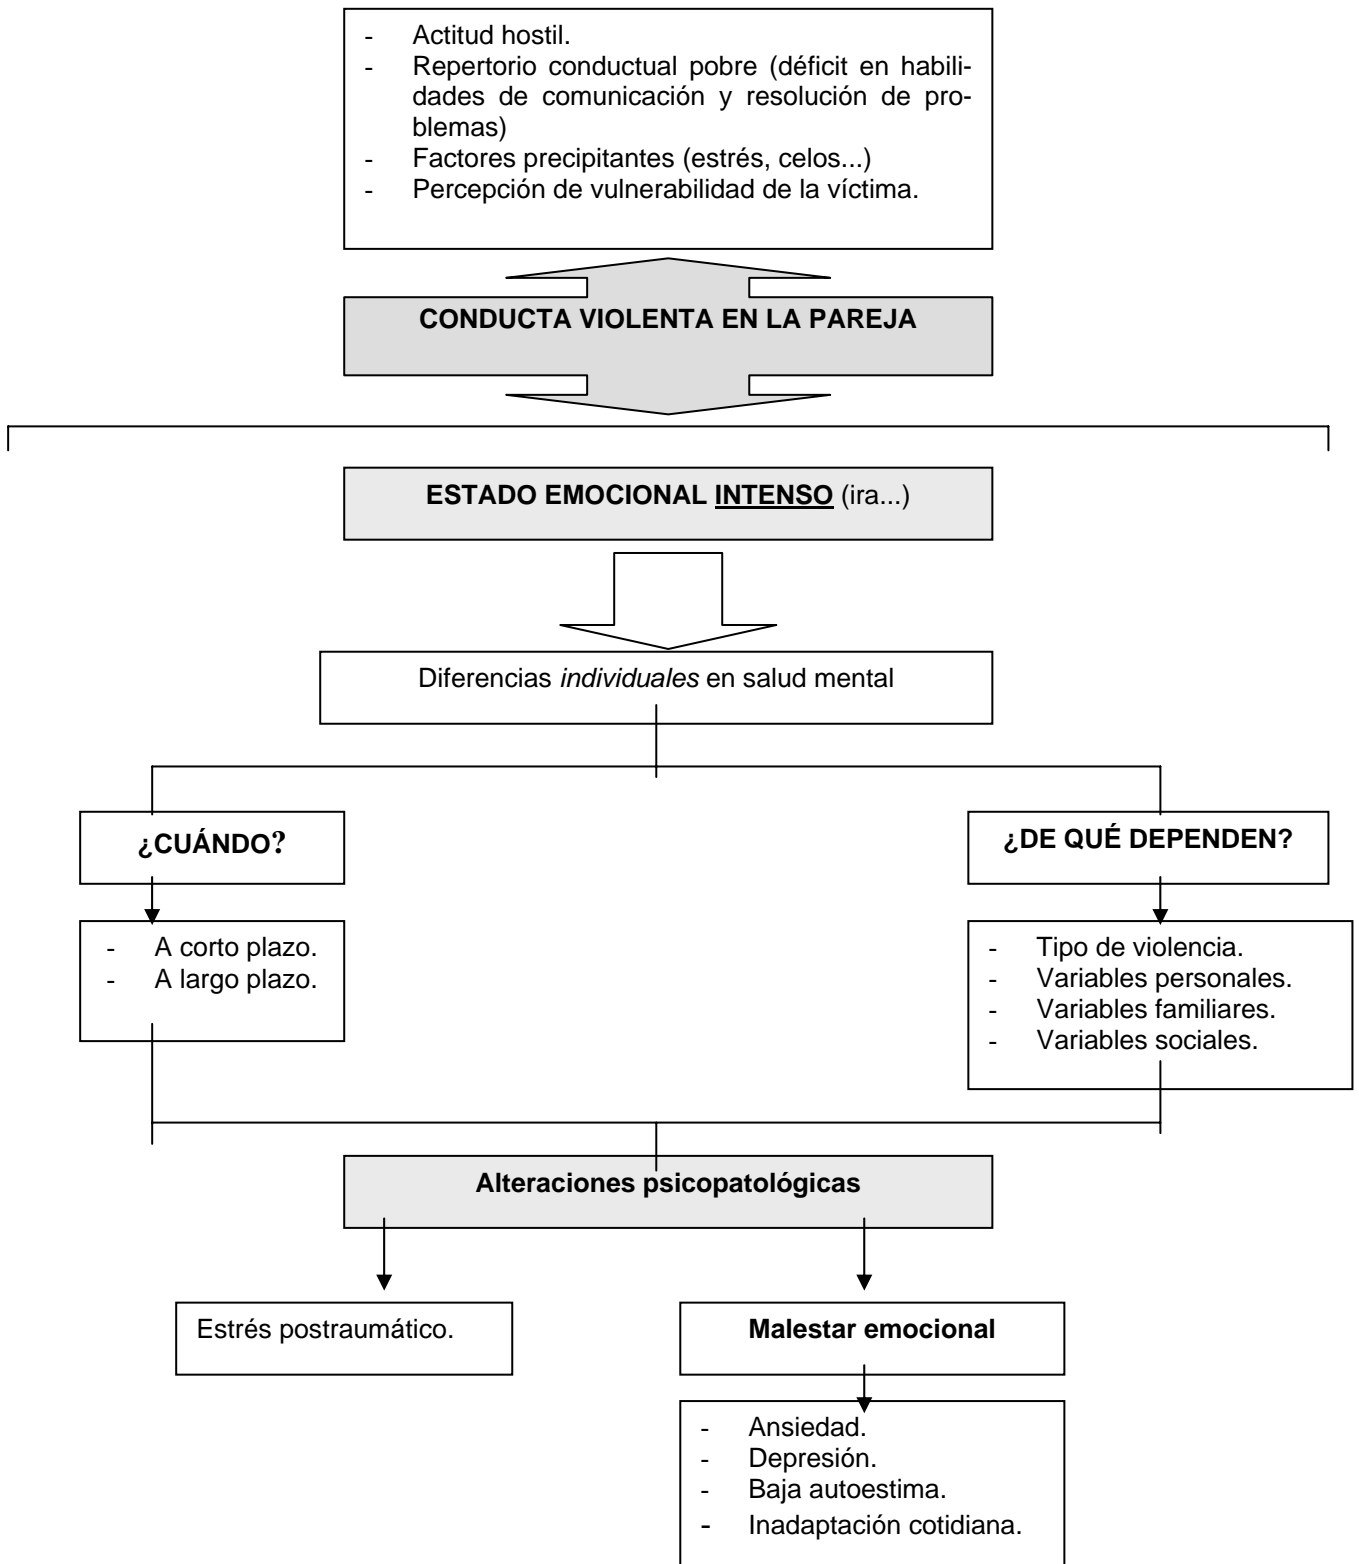 - Actitud hostil.
- Repertorio conductual pobre (déficit en habili-
dades de comunicación y resolución de pro-
blemas)
- Factores precipitantes (estrés, celos...)
- Percepción de vulnerabilidad de la víctima.
CONDUCTA VIOLENTA EN LA PAREJA
ESTADO EMOCIONAL INTENSO (ira...)
Diferencias individuales en salud mental
¿CUÁNDO?
- A corto plazo.
- A largo plazo.
¿DE QUÉ DEPENDEN?
- Tipo de violencia.
- Variables personales.
- Variables familiares.
- Variables sociales.
Alteraciones psicopatológicas
Estrés postraumático.
Malestar emocional
- Ansiedad.
- Depresión.
- Baja autoestima.
- Inadaptación cotidiana.